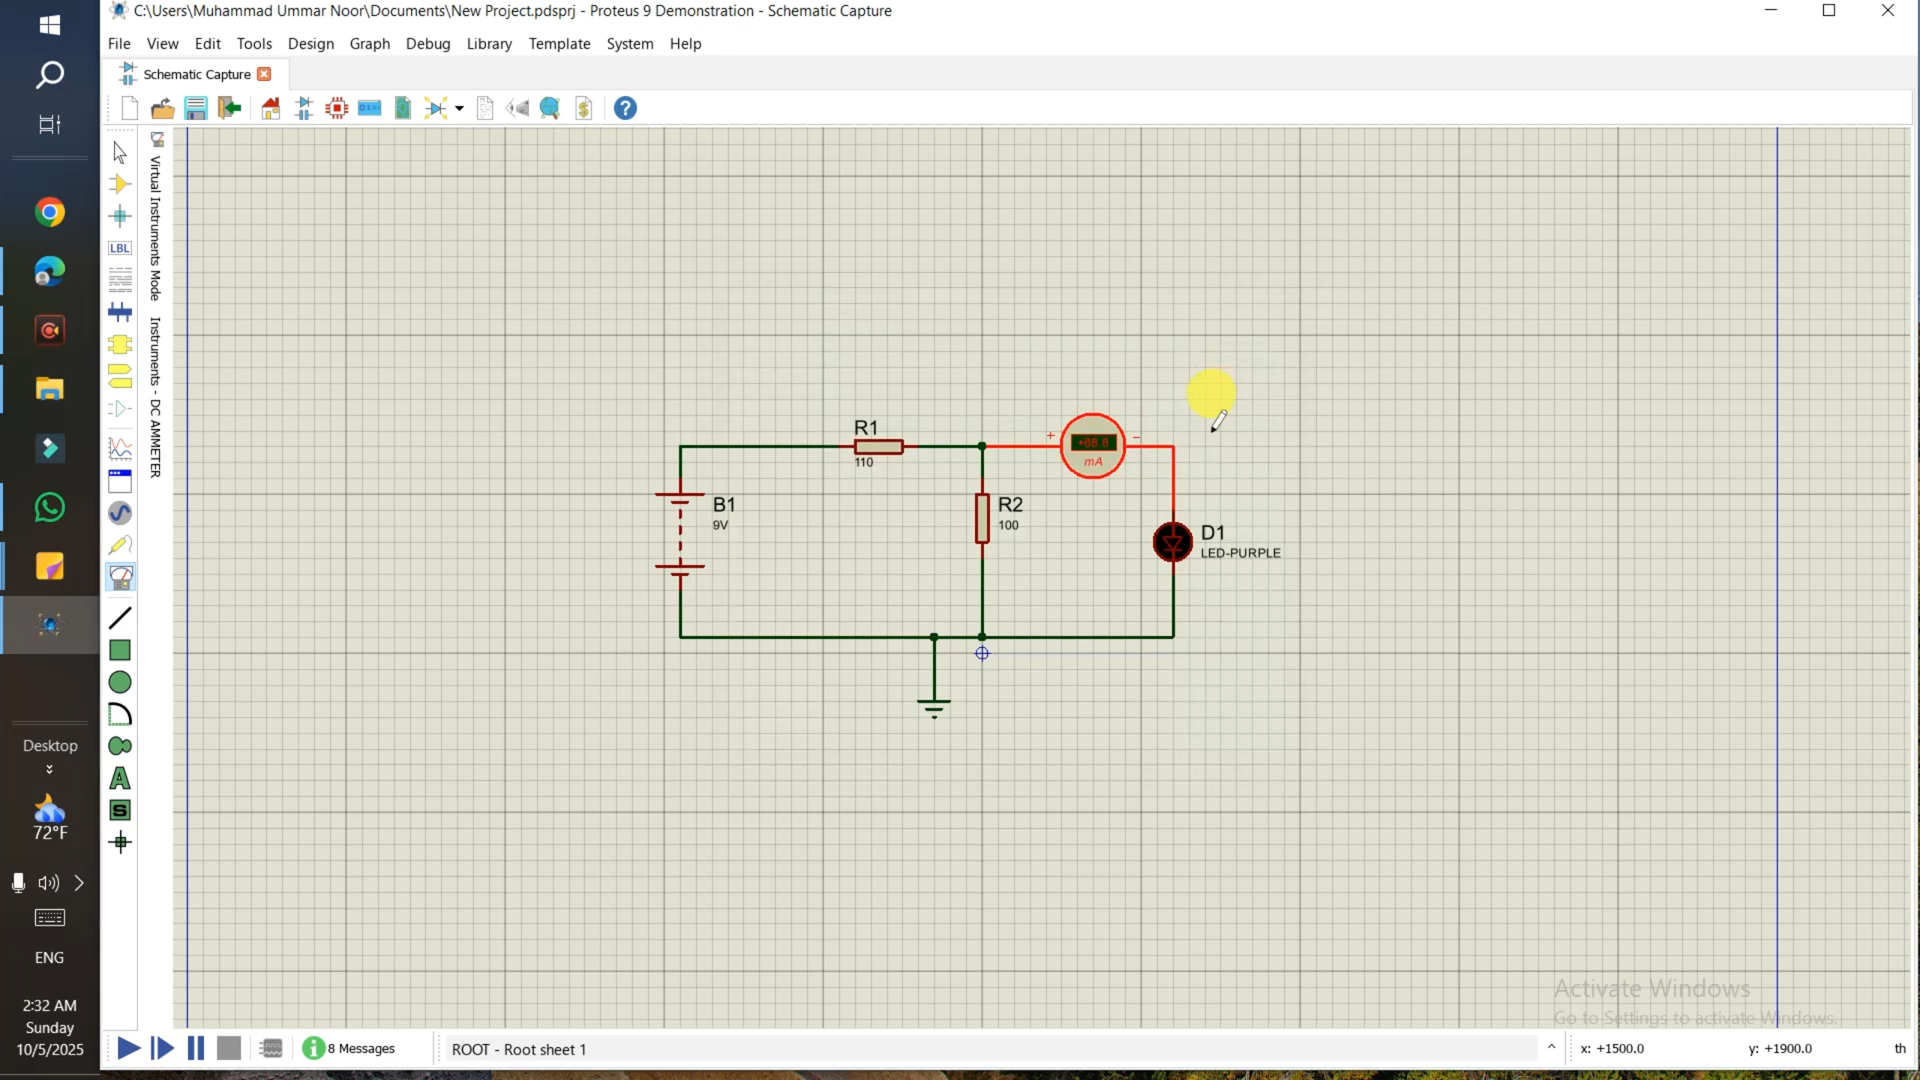 C:\Users\Muhammad Ummar Noor\Documents\New Project.pdsprj - Proteus 9 Demonstration - Schematic Capture
File View Edit Tools Design Graph Debug Library Template System Help
Schematic Capture
LBL
Virtual Instruments Mode
Instruments - DC AMMETER
R1
110
+ +88.8 −
mA
B1
9V
R2
100
D1
LED-PURPLE
A
S
Desktop
72°F
ENG
2:32 AM
Sunday
10/5/2025
Activate Windows
Go to Settings to activate Windows.
8 Messages
ROOT - Root sheet 1
x: +1500.0
y: +1900.0
th